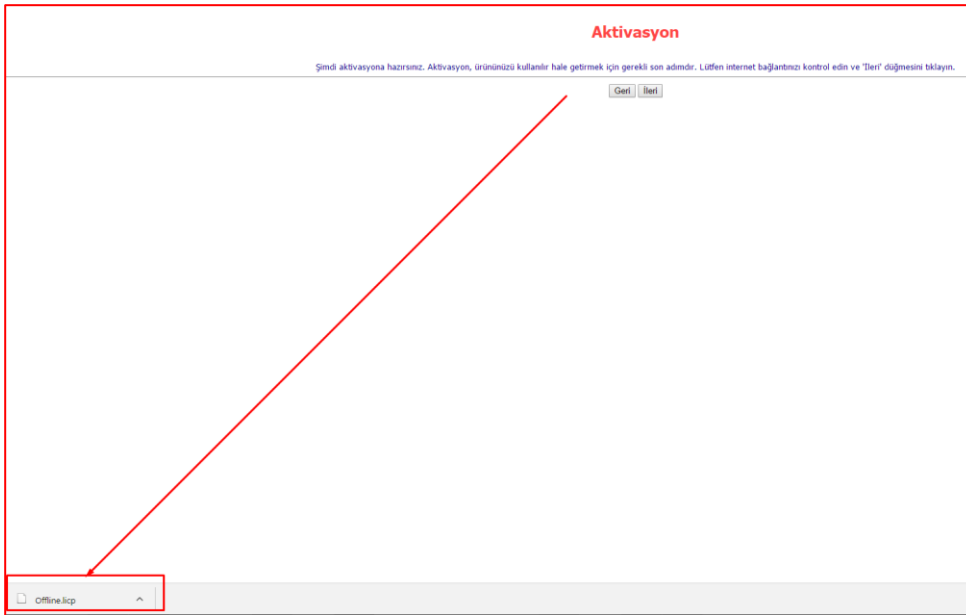 Aktivasyon
Şimdi aktivasyona hazırsınız. Aktivasyon, ürününüzü kullanılır hale getirmek için gerekli son adımdır. Lütfen internet bağlantınızı kontrol edin ve 'İleri' düğmesini tıklayın.
Geri İleri
Offline.licp